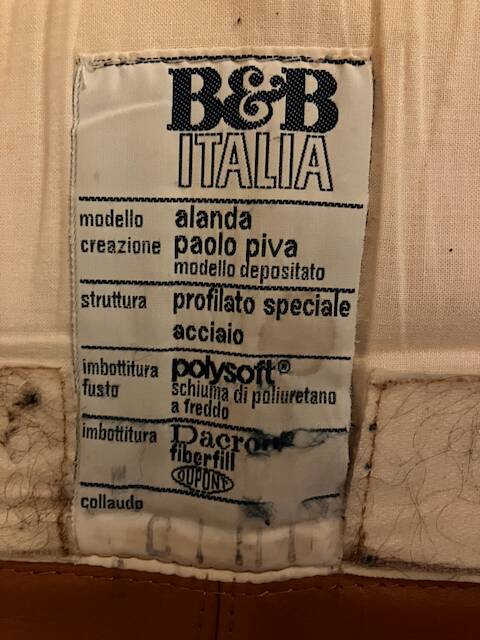 B&B
ITALIA
modello alanda
creazione paolo piva
modello depositato
struttura profilato speciale
acciaio
imbottitura polysoft®
fusto schiuma di poliuretano
a freddo
imbottitura Dacron
fiberfill
DUPONT
collaudo